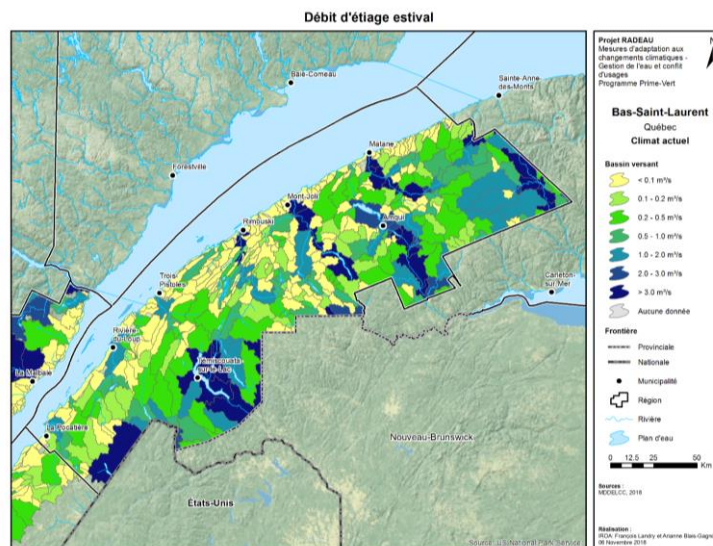 Débit d'étiage estival
Baie-Comeau
Sainte-Anne
des-Monts
Forestville
Matane
Mont-Joli
Amqui
Rimouski
Trois-
Pistoles
Carleton-
sur-Mer
Rivière
du-Loup
La Malbaie
Témiscouata-
sur-le-Lac
La Pocatière
Nouveau-Brunswick
États-Unis
Source: U.S. National Park Service
Projet RADEAU
Mesures d'adaptation aux
changements climatiques -
Gestion de l'eau et conflit
d'usages
Programme Prime-Vert
N
Bas-Saint-Laurent
Québec
Climat actuel
Bassin versant
< 0.1 m³/s
0.1 - 0.2 m³/s
0.2 - 0.5 m³/s
0.5 - 1.0 m³/s
1.0 - 2.0 m³/s
2.0 - 3.0 m³/s
> 3.0 m³/s
Aucune donnée
Frontière
Provinciale
Nationale
Municipalité
Région
Rivière
Plan d'eau
0 12.5 25 50
Km
Sources :
MDDELCC, 2016
Réalisation :
IRDA: François Landry et Arianne Blais-Gagnon
06 Novembre 2018